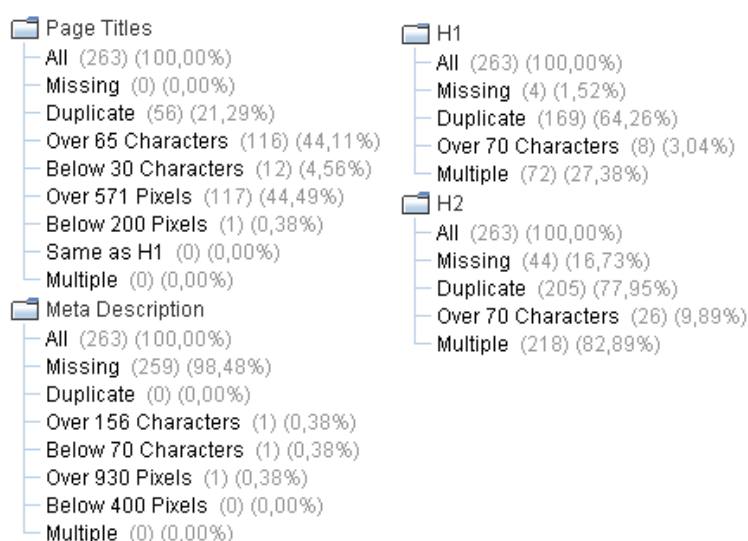 Page Titles
All (263) (100,00%)
Missing (0) (0,00%)
Duplicate (56) (21,29%)
Over 65 Characters (116) (44,11%)
Below 30 Characters (12) (4,56%)
Over 571 Pixels (117) (44,49%)
Below 200 Pixels (1) (0,38%)
Same as H1 (0) (0,00%)
Multiple (0) (0,00%)
Meta Description
All (263) (100,00%)
Missing (259) (98,48%)
Duplicate (0) (0,00%)
Over 156 Characters (1) (0,38%)
Below 70 Characters (1) (0,38%)
Over 930 Pixels (1) (0,38%)
Below 400 Pixels (0) (0,00%)
Multiple (0) (0,00%)
H1
All (263) (100,00%)
Missing (4) (1,52%)
Duplicate (169) (64,26%)
Over 70 Characters (8) (3,04%)
Multiple (72) (27,38%)
H2
All (263) (100,00%)
Missing (44) (16,73%)
Duplicate (205) (77,95%)
Over 70 Characters (26) (9,89%)
Multiple (218) (82,89%)